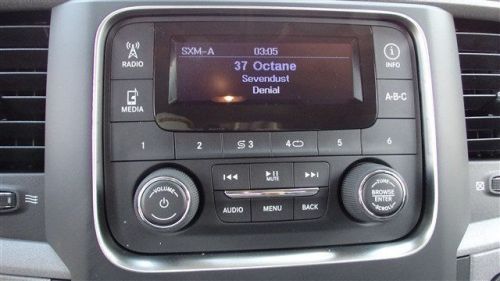 SXM-A 03:05
37 Octane
Sevendust
Denial
RADIO
INFO
MEDIA
A-B-C
1 2 3 4 5 6
VOLUME
MUTE
TUNE
BROWSE
ENTER
SCROLL
AUDIO MENU BACK